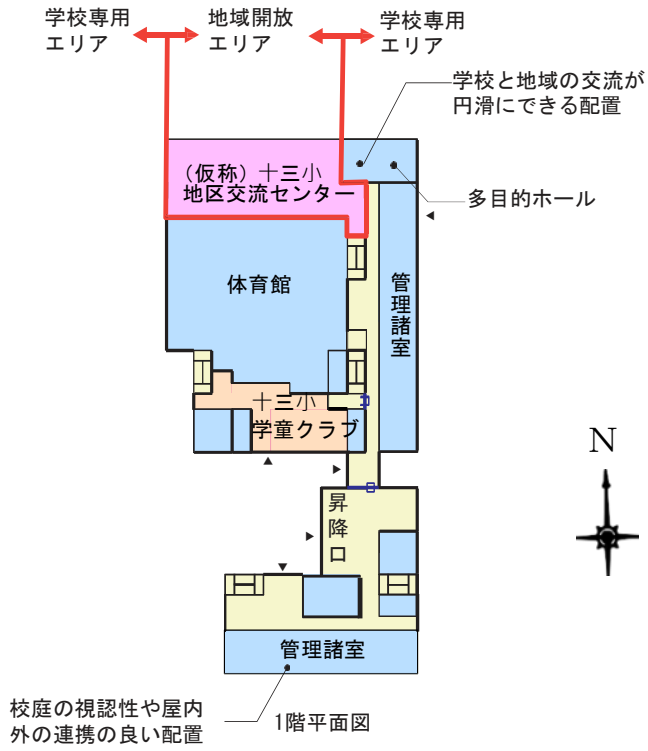 学校専用
エリア
地域開放
エリア
学校専用
エリア
学校と地域の交流が
円滑にできる配置
(仮称)十三小
地区交流センター
多目的ホール
体育館
管理諸室
十三小
学童クラブ
N
昇降口
管理諸室
校庭の視認性や屋内
外の連携の良い配置
1階平面図